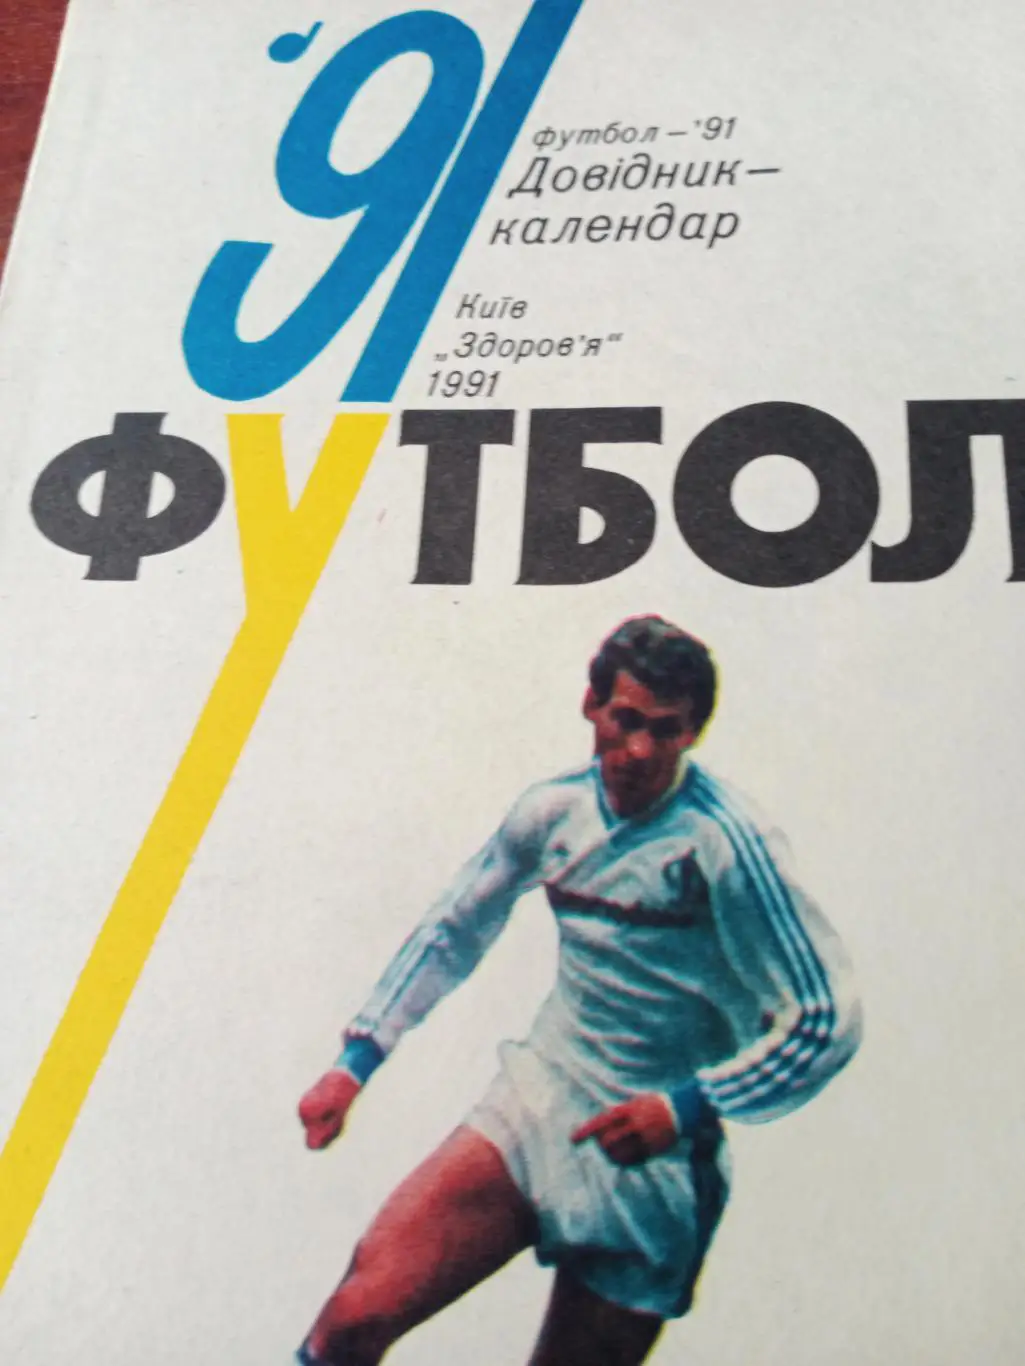 '91
футбол – '91
Довідник–
календар
Київ
„Здоров'я“
1991
ФУТБОЛ